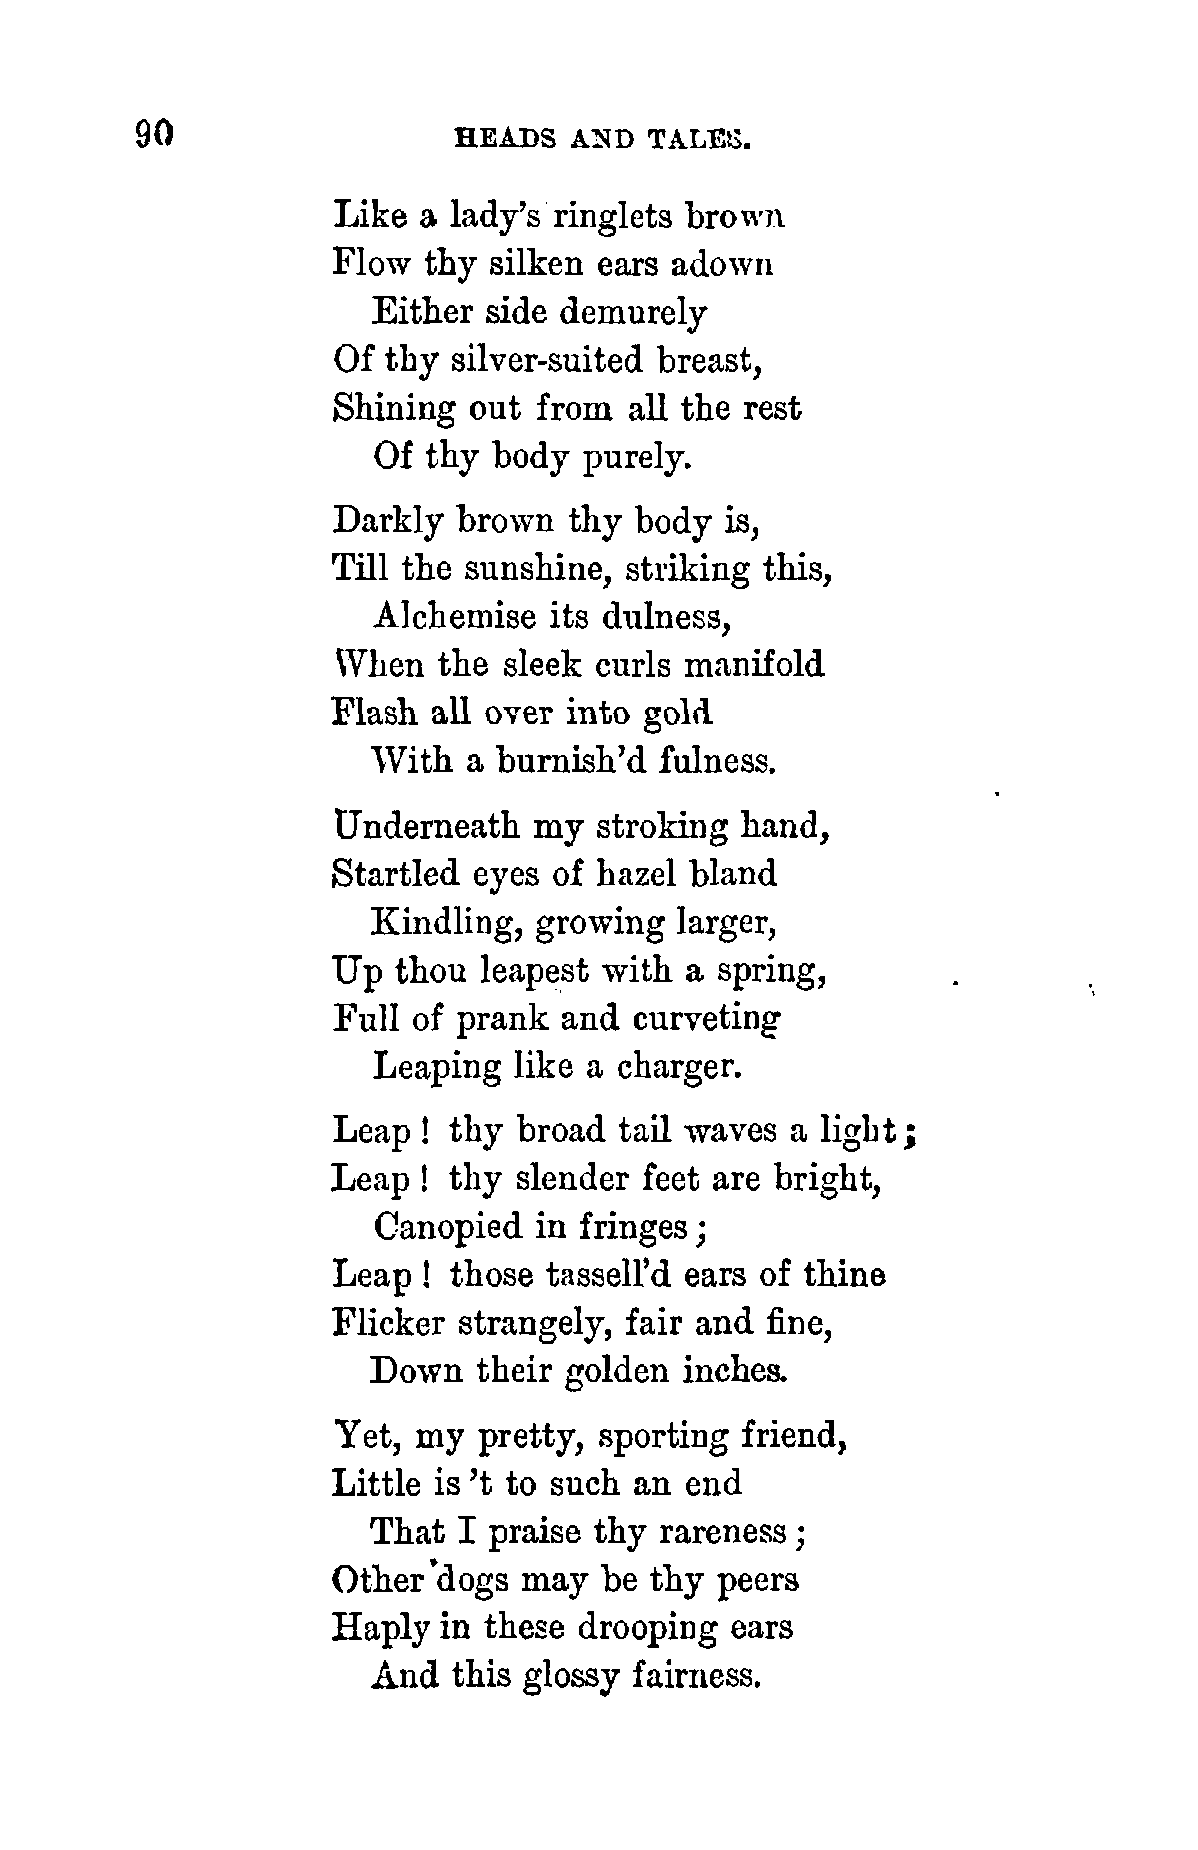 90 HEADS AND TALES.
Like a lady's ringlets brown
Flow thy silken ears adown
Either side demurely
Of thy silver-suited breast,
Shining out from all the rest
Of thy body purely.
Darkly brown thy body is,
Till the sunshine, striking this,
Alchemise its dulness,
When the sleek curls manifold
Flash all over into gold
With a burnish'd fulness.
Underneath my stroking hand,
Startled eyes of hazel bland
Kindling, growing larger,
Up thou leapest with a spring,
Full of prank and curveting
Leaping like a charger.
Leap ! thy broad tail waves a light ;
Leap ! thy slender feet are bright,
Canopied in fringes ;
Leap ! those tassell'd ears of thine
Flicker strangely, fair and fine,
Down their golden inches.
Yet, my pretty, sporting friend,
Little is 't to such an end
That I praise thy rareness ;
Other dogs may be thy peers
Haply in these drooping ears
And this glossy fairness.